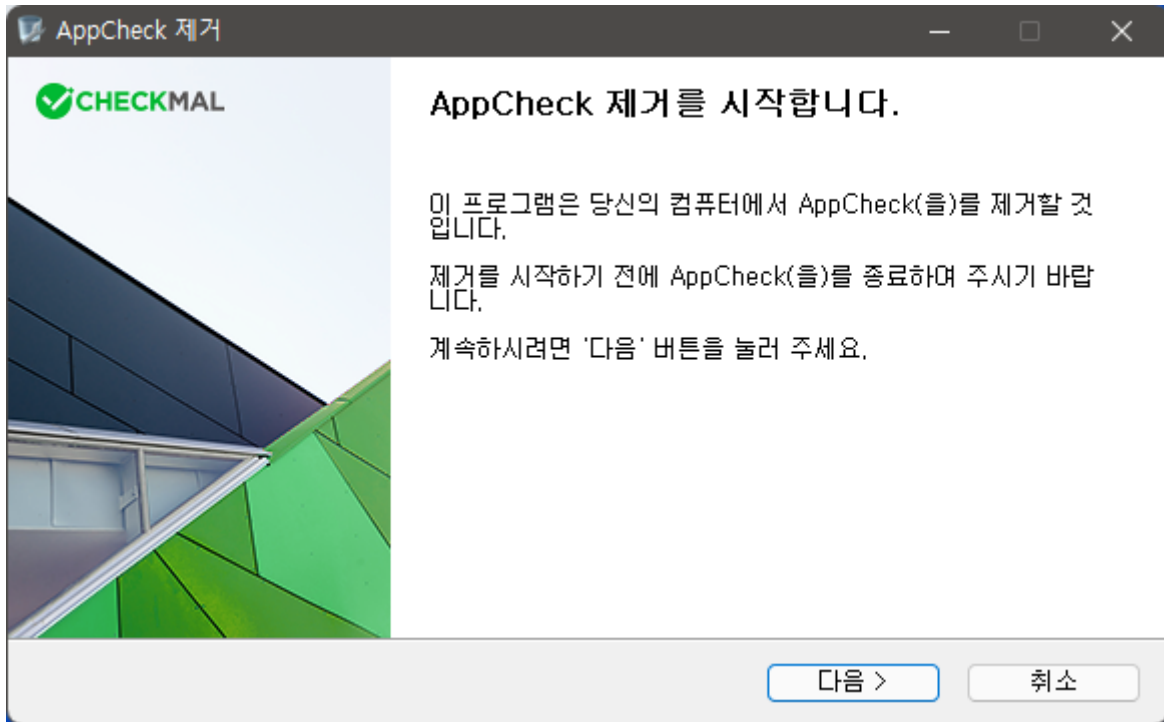 AppCheck 제거
CHECKMAL
AppCheck 제거를 시작합니다.
이 프로그램은 당신의 컴퓨터에서 AppCheck(을)를 제거할 것
입니다.
제거를 시작하기 전에 AppCheck(을)를 종료하여 주시기 바랍
니다.
계속하시려면 '다음' 버튼을 눌러 주세요.
다음 >
취소